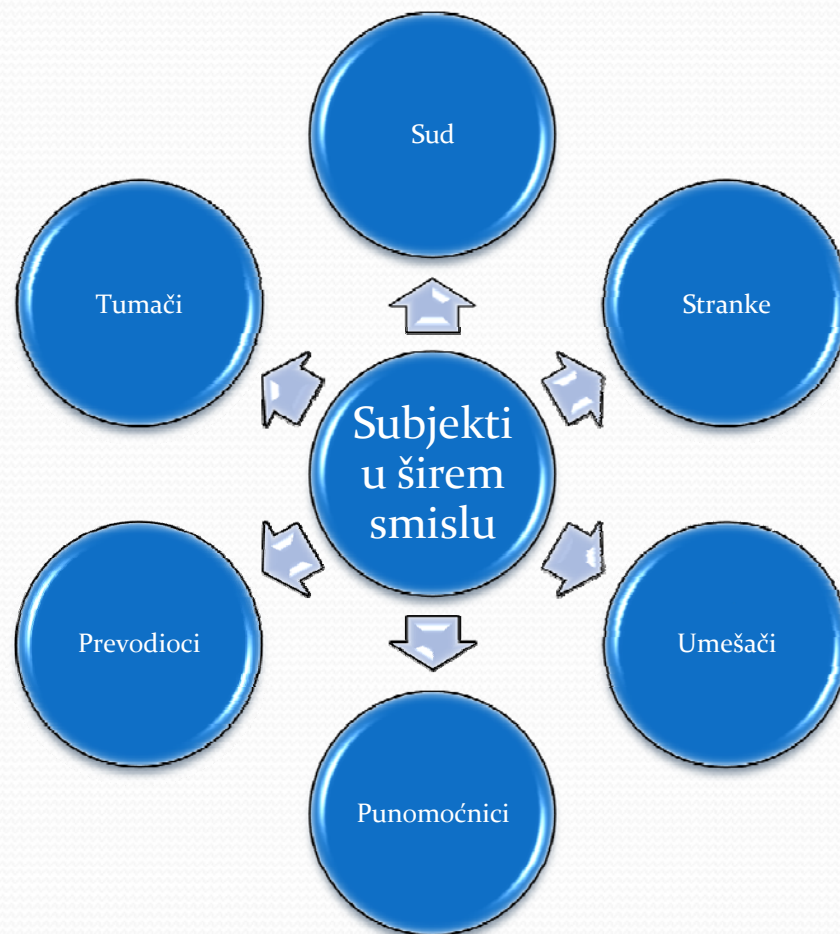 Sud
Tumači
Stranke
Subjekti
u širem
smislu
Prevodioci
Umešači
Punomoćnici